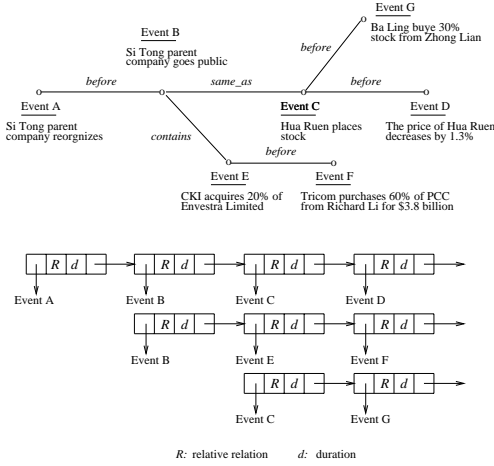 Event G
Ba Ling buye 30%
stock from Zhong Lian
Event B
Si Tong parent
company goes public
before
before
same_as
before
Event A
Si Tong parent
company reorgnizes
Event C
Hua Ruen places
stock
Event D
The price of Hua Ruen
decreases by 1.3%
contains
before
Event E
CKI acquires 20% of
Envestra Limited
Event F
Tricom purchases 60% of PCC
from Richard Li for $3.8 billion
R d R d R d R d
Event A Event B Event C Event D
R d R d R d
Event B Event E Event F
R d R d
Event C Event G
R: relative relation d: duration